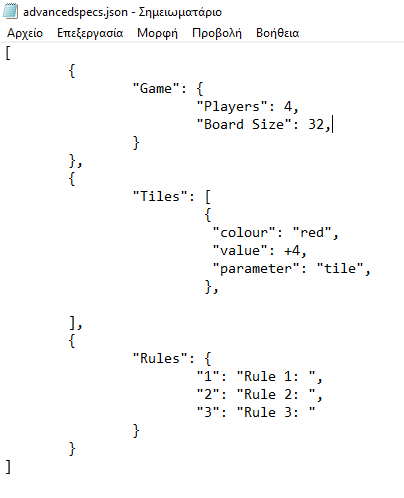 advancedspecs.json - Σημειωματάριο
Αρχείο Επεξεργασία Μορφή Προβολή Βοήθεια
[
{
"Game": {
"Players": 4,
"Board Size": 32,
}
},
{
"Tiles": [
{
"colour": "red",
"value": +4,
"parameter": "tile",
},
],
{
"Rules": {
"1": "Rule 1: ",
"2": "Rule 2: ",
"3": "Rule 3: "
}
}
]